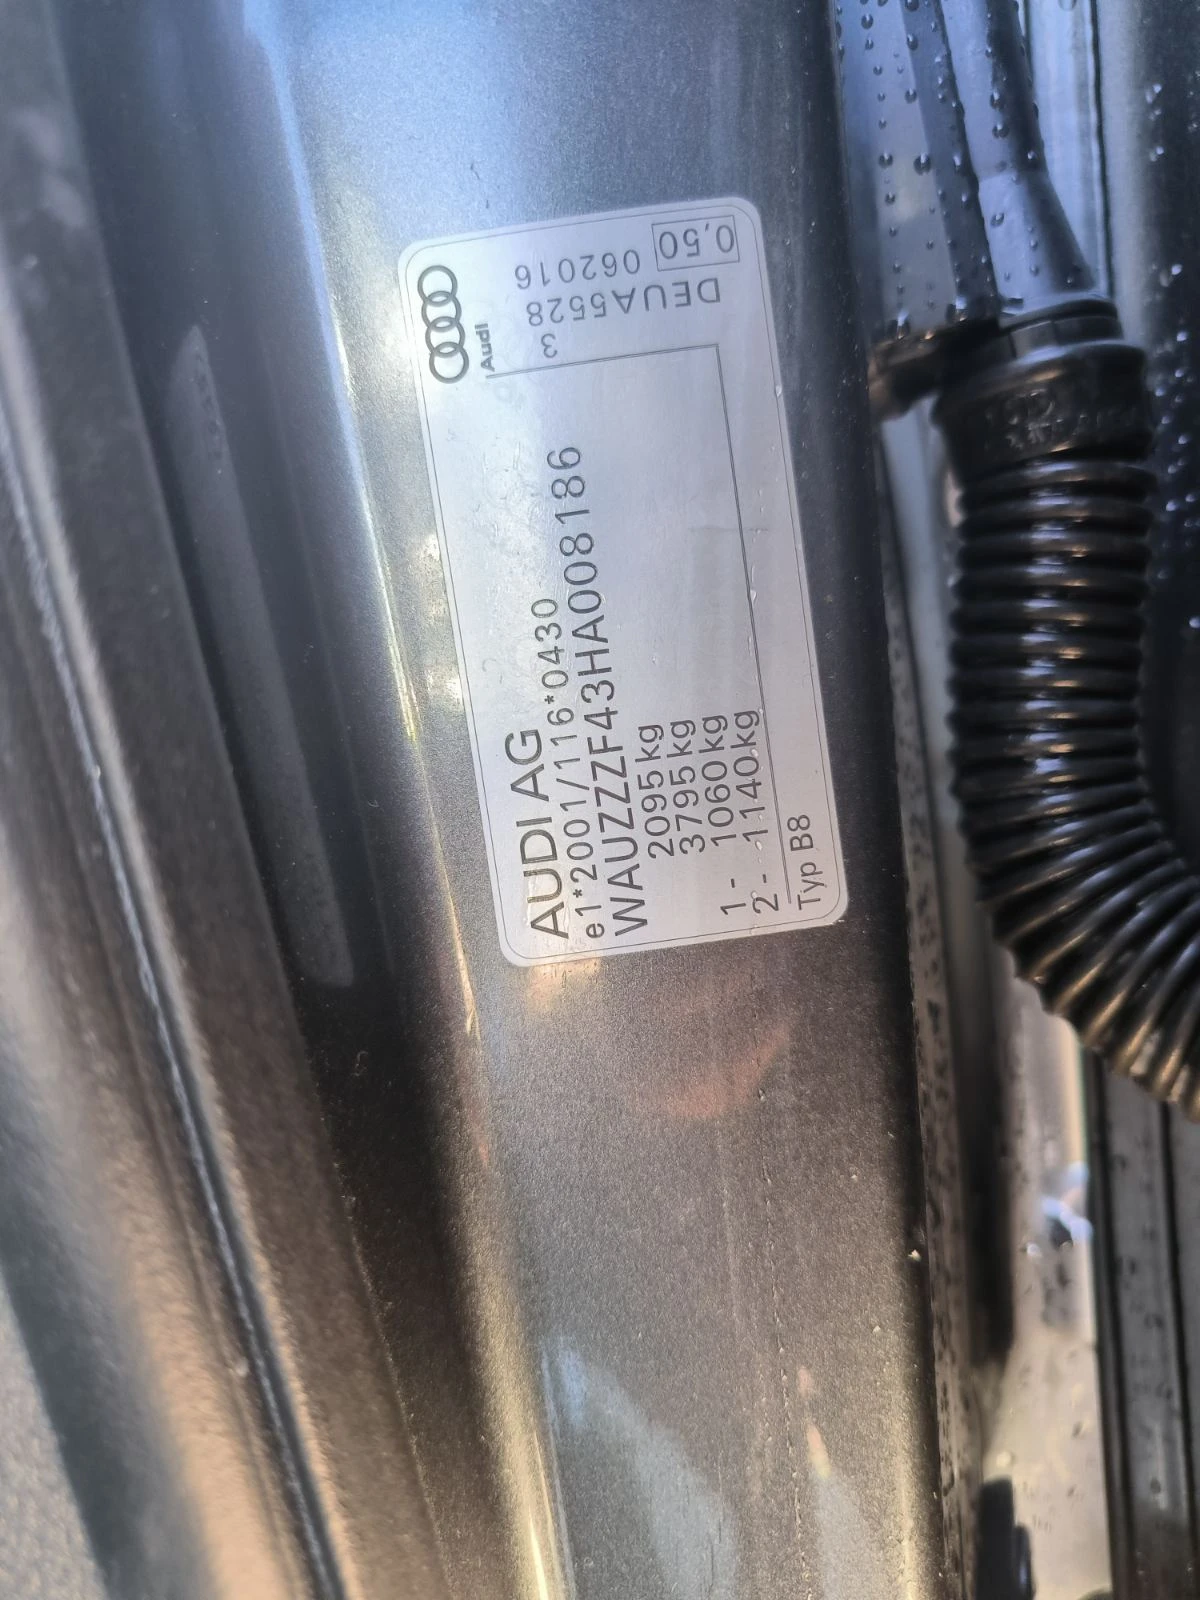 AUDI AG
e1*2001/116*0430
WAUZZZF43HA008186
2095 kg
3795 kg
1- 1060 kg
2- 1140 kg
Typ B8
Audi
3
DEUA5528
062016
0,50